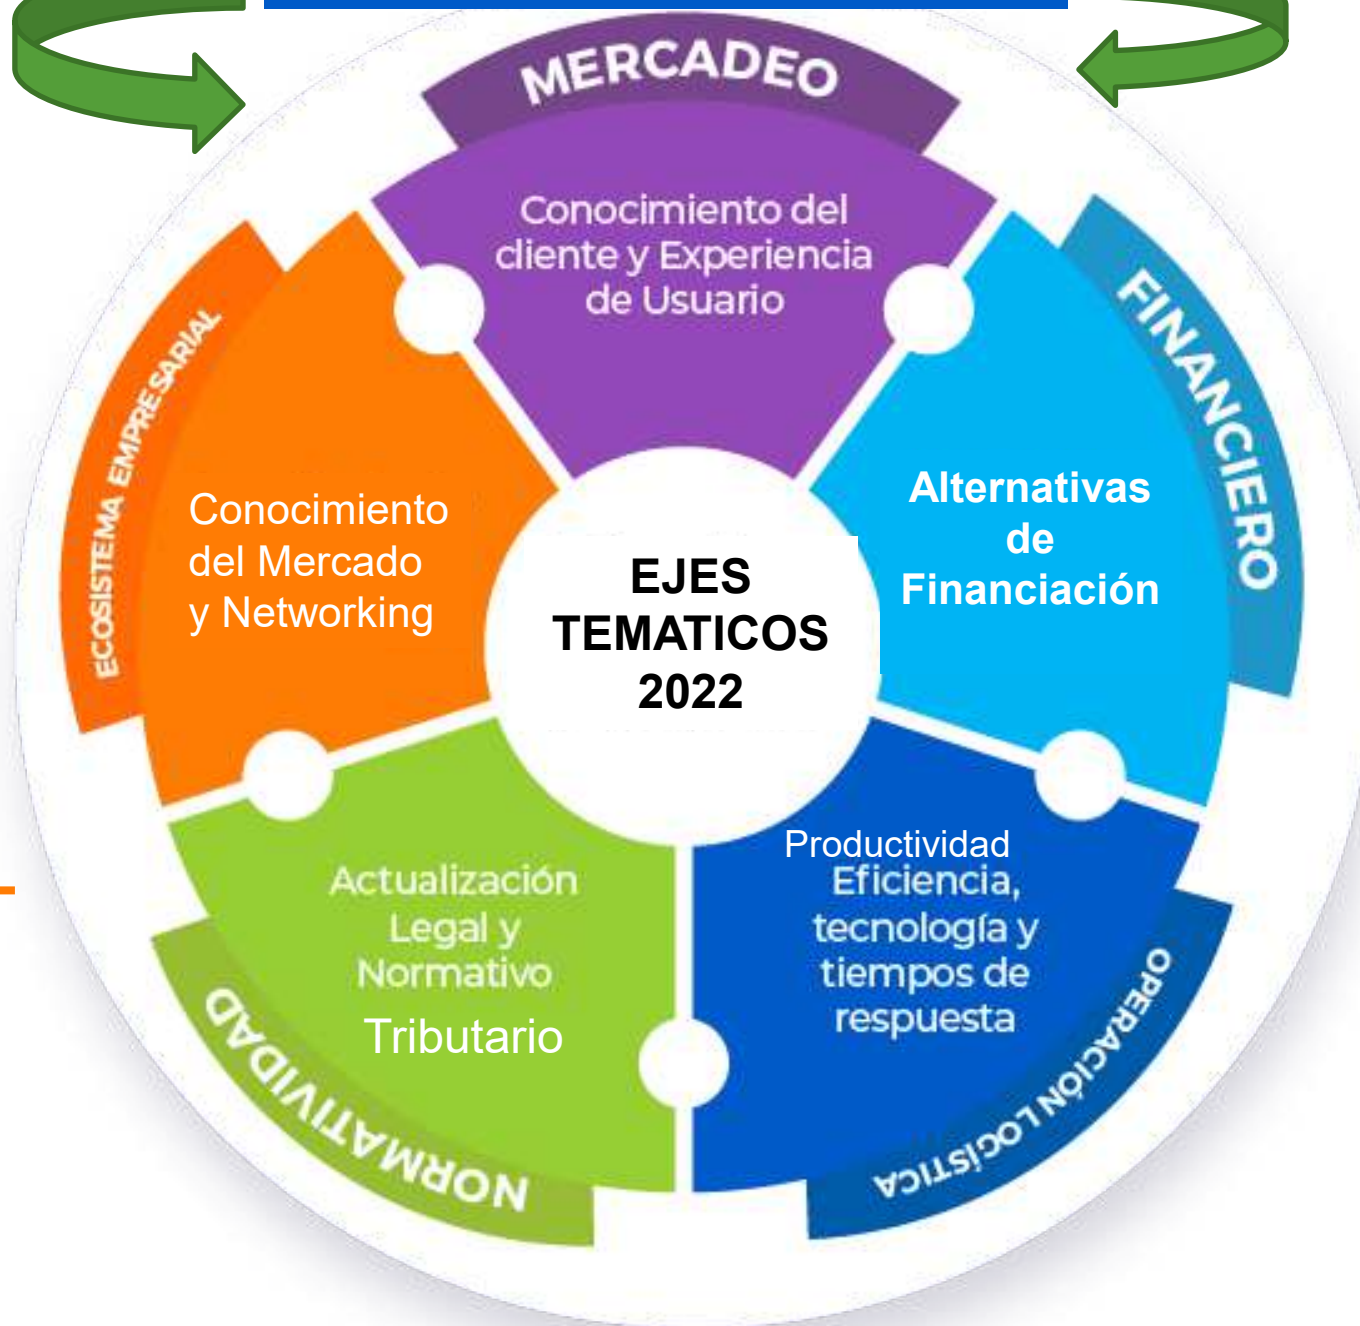 MERCADEO
Conocimiento del
cliente y Experiencia
de Usuario
FINANCIERO
Alternativas
de
Financiación
OPERACIÓN LOGÍSTICA
Productividad
Eficiencia,
tecnología y
tiempos de
respuesta
NORMATIVIDAD
Actualización
Legal y
Normativo
Tributario
ECOSISTEMA EMPRESARIAL
Conocimiento
del Mercado
y Networking
EJES
TEMATICOS
2022